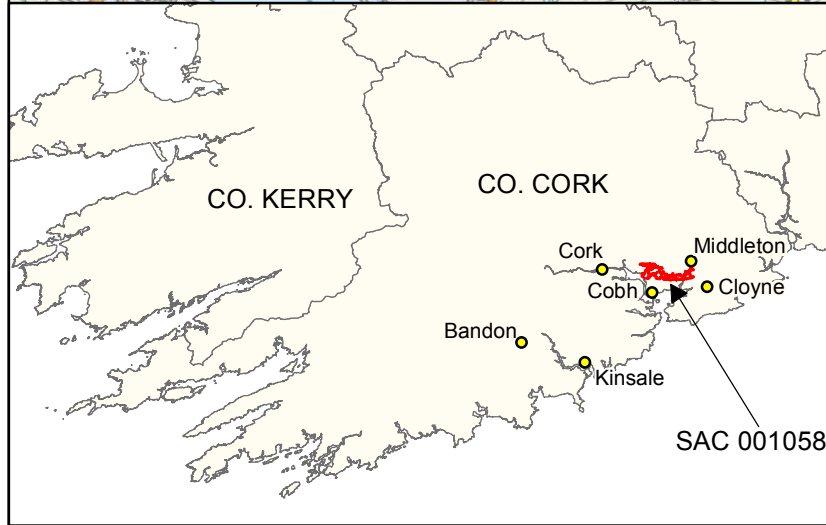 CO. KERRY
CO. CORK
Cork
Middleton
Cobh
Cloyne
Bandon
Kinsale
SAC 001058